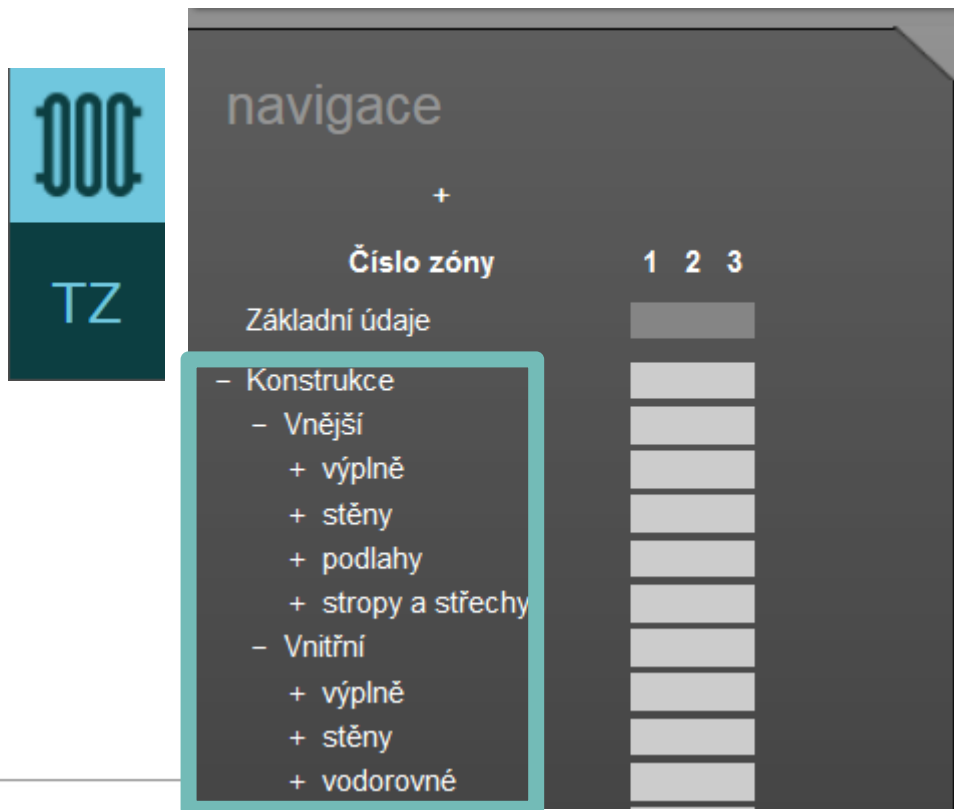 TZ
navigace
+
Číslo zóny 1 2 3
Základní údaje
− Konstrukce
− Vnější
+ výplně
+ stěny
+ podlahy
+ stropy a střechy
− Vnitřní
+ výplně
+ stěny
+ vodorovné